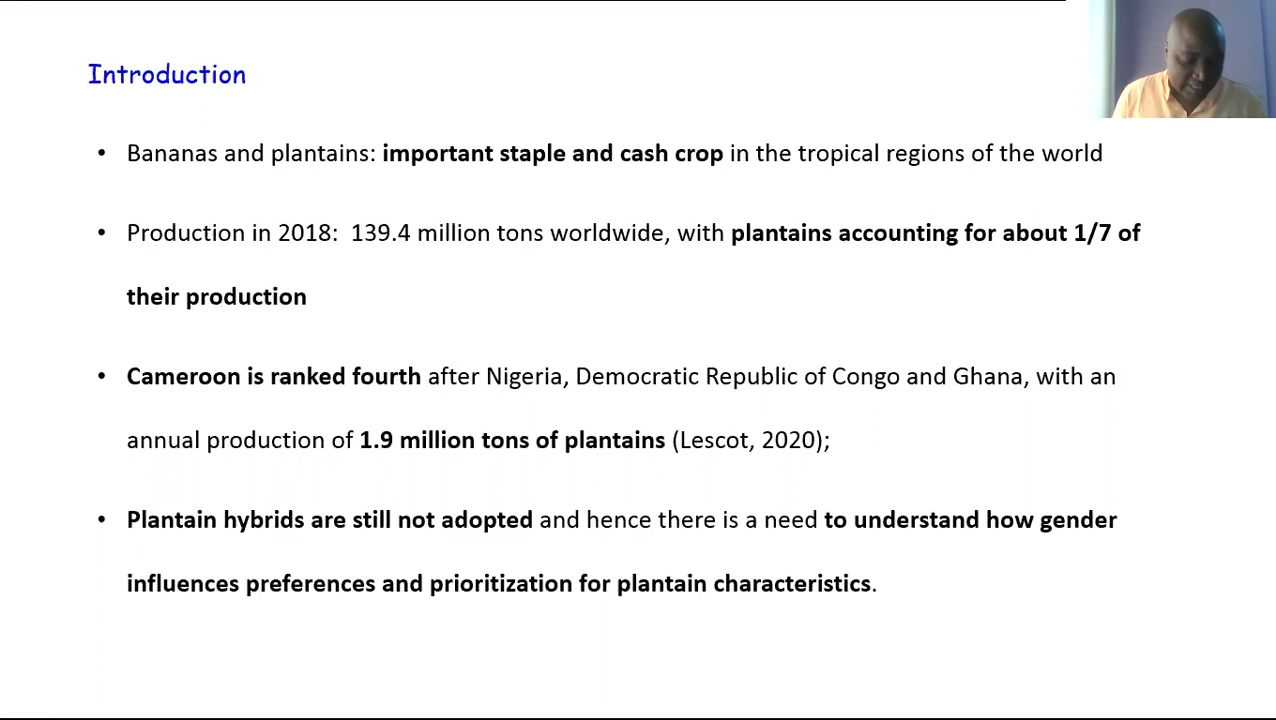 Introduction
• Bananas and plantains: important staple and cash crop in the tropical regions of the world
• Production in 2018:  139.4 million tons worldwide, with plantains accounting for about 1/7 of
their production
• Cameroon is ranked fourth after Nigeria, Democratic Republic of Congo and Ghana, with an
annual production of 1.9 million tons of plantains (Lescot, 2020);
• Plantain hybrids are still not adopted and hence there is a need to understand how gender
influences preferences and prioritization for plantain characteristics.